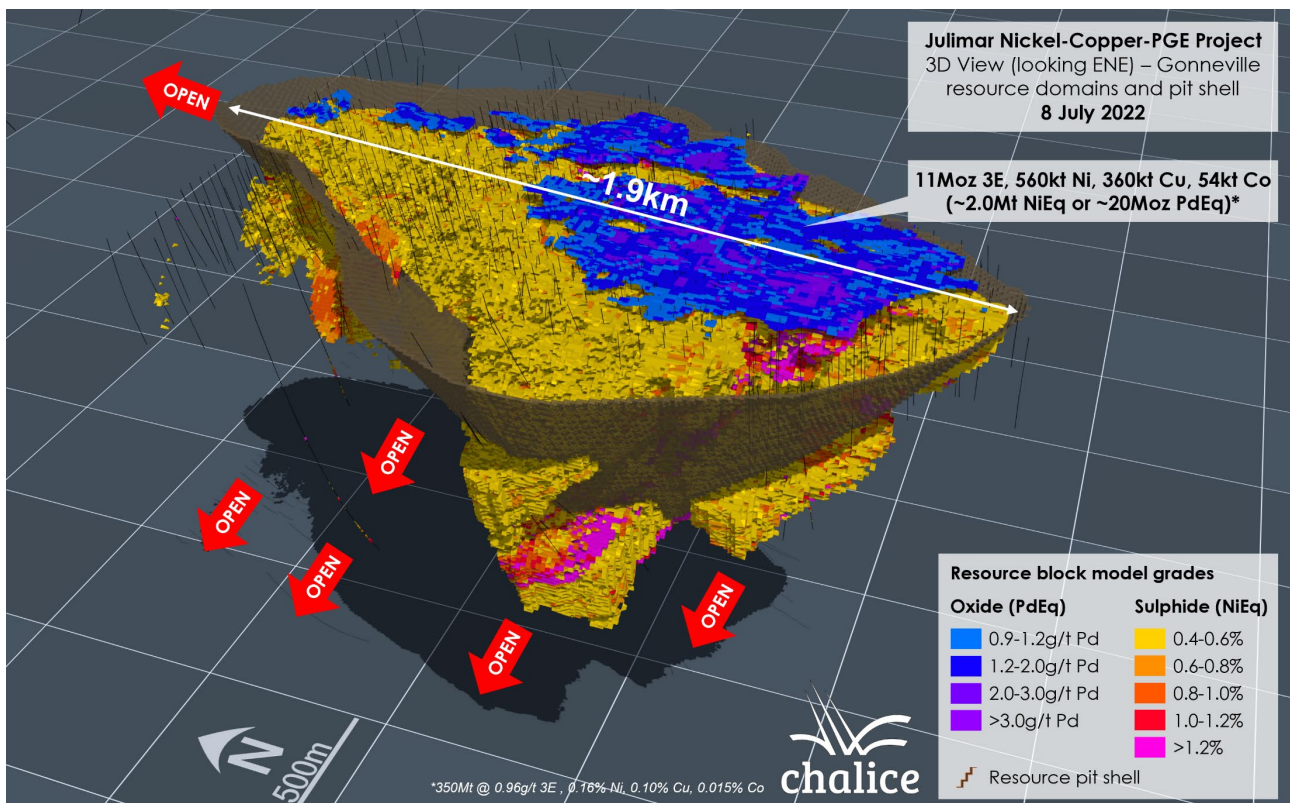 Julimar Nickel-Copper-PGE Project
3D View (looking ENE) – Gonneville
resource domains and pit shell
8 July 2022
OPEN
11Moz 3E, 560kt Ni, 360kt Cu, 54kt Co
(~2.0Mt NiEq or ~20Moz PdEq)*
~1.9km
OPEN
OPEN
OPEN
OPEN
OPEN
Resource block model grades
Oxide (PdEq)
0.9-1.2g/t Pd
1.2-2.0g/t Pd
2.0-3.0g/t Pd
>3.0g/t Pd
Sulphide (NiEq)
0.4-0.6%
0.6-0.8%
0.8-1.0%
1.0-1.2%
>1.2%
Resource pit shell
N
500m
chalice
*350Mt @ 0.96g/t 3E , 0.16% Ni, 0.10% Cu, 0.015% Co